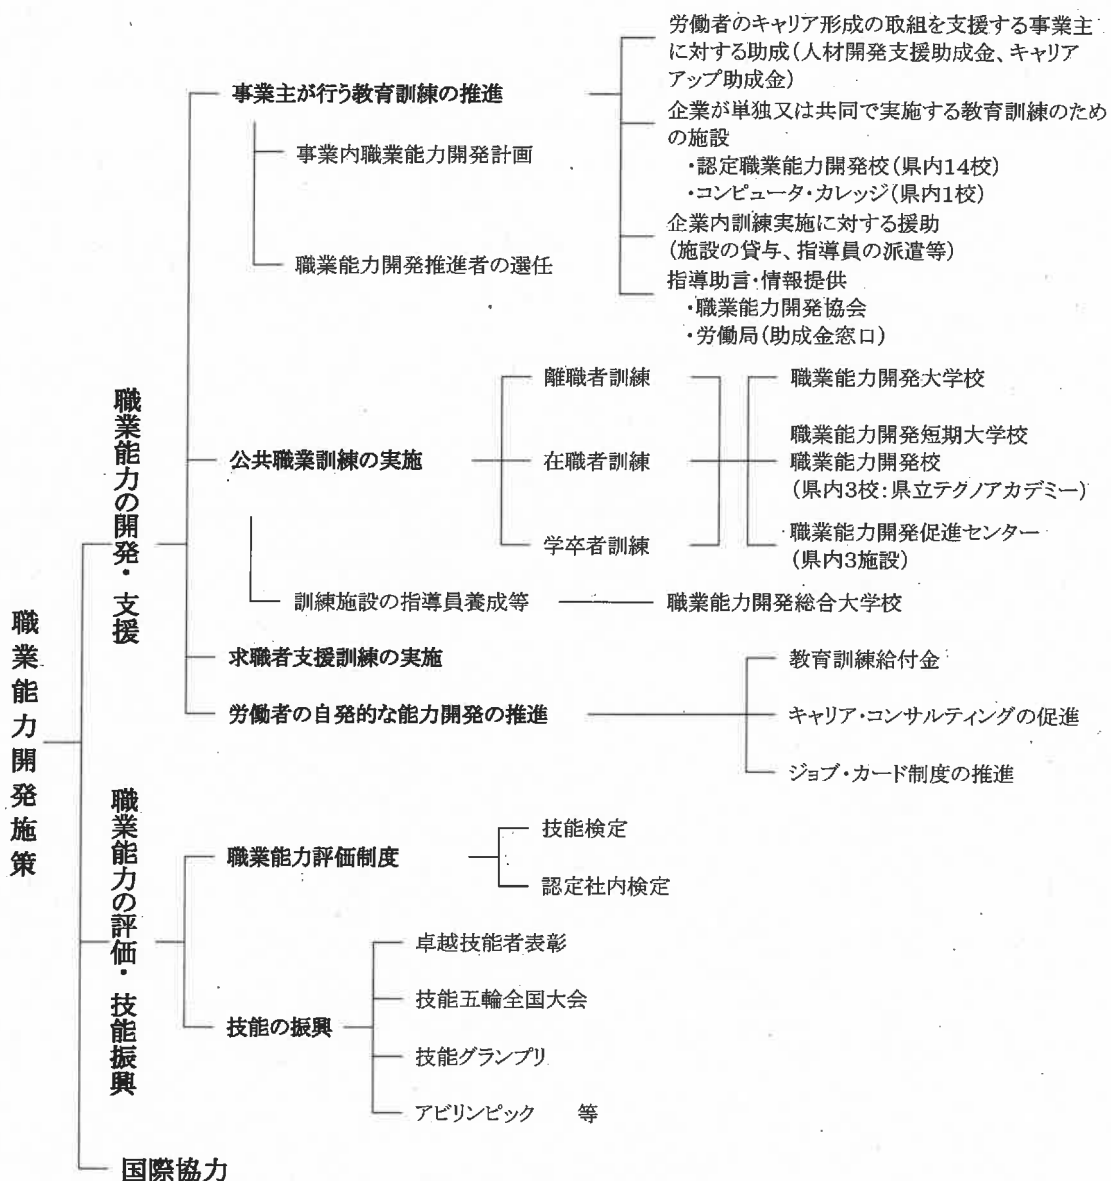 職業能力開発施策
職業能力の開発・支援
事業主が行う教育訓練の推進
事業内職業能力開発計画
職業能力開発推進者の選任
労働者のキャリア形成の取組を支援する事業主
に対する助成(人材開発支援助成金、キャリア
アップ助成金)
企業が単独又は共同で実施する教育訓練のため
の施設
・認定職業能力開発校(県内14校)
・コンピュータ・カレッジ(県内1校)
企業内訓練実施に対する援助
(施設の貸与、指導員の派遣等)
指導助言・情報提供
・職業能力開発協会
・労働局(助成金窓口)
公共職業訓練の実施
離職者訓練
在職者訓練
学卒者訓練
職業能力開発大学校
職業能力開発短期大学校
職業能力開発校
(県内3校:県立テクノアカデミー)
職業能力開発促進センター
(県内3施設)
訓練施設の指導員養成等
職業能力開発総合大学校
求職者支援訓練の実施
労働者の自発的な能力開発の推進
教育訓練給付金
キャリア・コンサルティングの促進
ジョブ・カード制度の推進
職業能力の評価・技能振興
職業能力評価制度
技能検定
認定社内検定
技能の振興
卓越技能者表彰
技能五輪全国大会
技能グランプリ
アビリンピック　等
国際協力